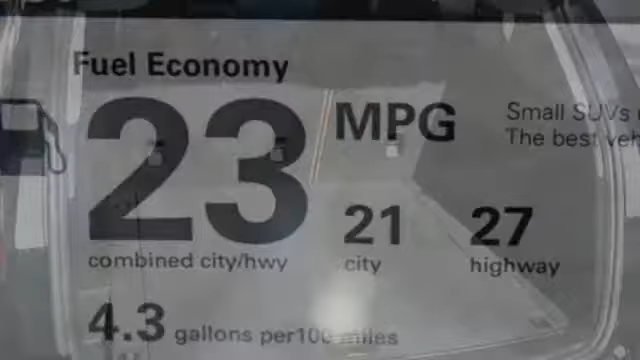 Fuel Economy
23 MPG
Small SUVs
The best veh
21 27
combined city/hwy city highway
4.3 gallons per100 miles